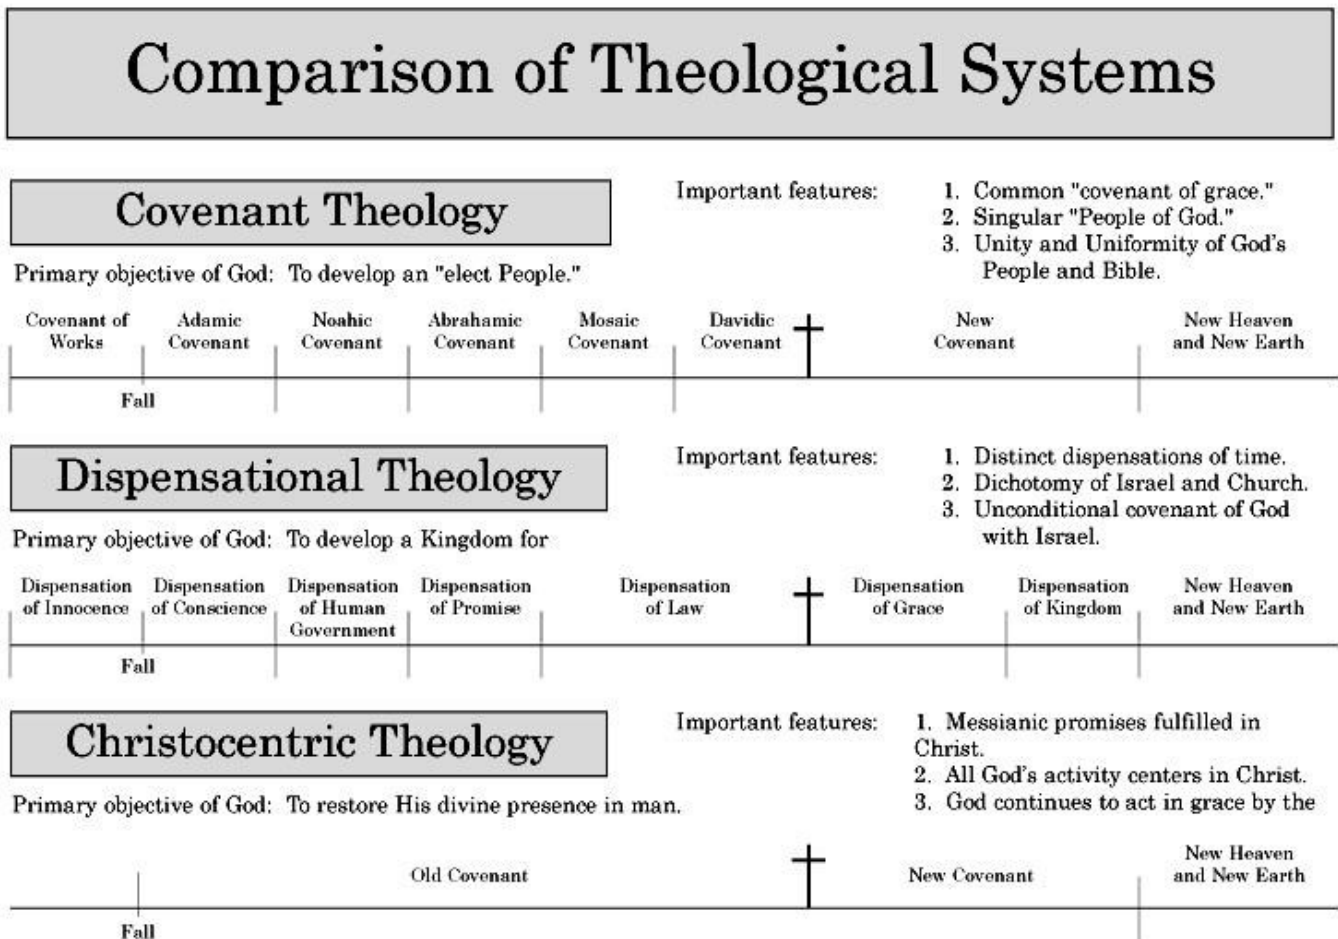 Comparison of Theological Systems
Covenant Theology
Important features:
1. Common "covenant of grace."
2. Singular "People of God."
3. Unity and Uniformity of God's
People and Bible.
Primary objective of God: To develop an "elect People."
Covenant of
Works
Adamic
Covenant
Noahic
Covenant
Abrahamic
Covenant
Mosaic
Covenant
Davidic
Covenant
New
Covenant
New Heaven
and New Earth
Fall
Dispensational Theology
Important features:
1. Distinct dispensations of time.
2. Dichotomy of Israel and Church.
3. Unconditional covenant of God
with Israel.
Primary objective of God: To develop a Kingdom for
Dispensation
of Innocence
Dispensation
of Conscience
Dispensation
of Human
Government
Dispensation
of Promise
Dispensation
of Law
Dispensation
of Grace
Dispensation
of Kingdom
New Heaven
and New Earth
Fall
Christocentric Theology
Important features:
1. Messianic promises fulfilled in
Christ.
2. All God's activity centers in Christ.
3. God continues to act in grace by the
Primary objective of God: To restore His divine presence in man.
Old Covenant
New Covenant
New Heaven
and New Earth
Fall